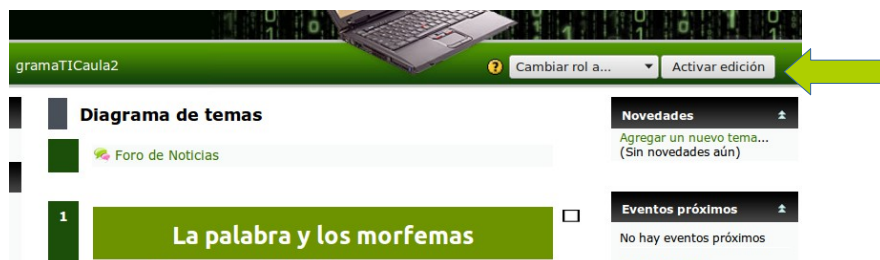 gramaTICaula2
? Cambiar rol a... Activar edición
Diagrama de temas
Foro de Noticias
1
La palabra y los morfemas
Novedades
Agregar un nuevo tema...
(Sin novedades aún)
Eventos próximos
No hay eventos próximos